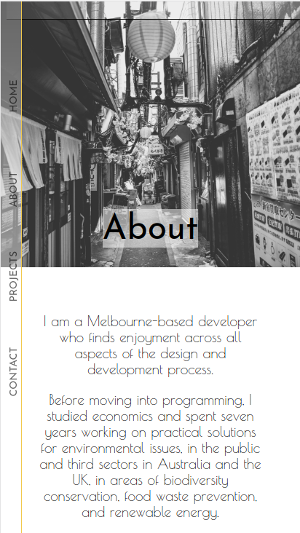 HOME
ABOUT
PROJECTS
CONTACT
About
I am a Melbourne-based developer
who finds enjoyment across all
aspects of the design and
development process.
Before moving into programming, I
studied economics and spent seven
years working on practical solutions
for environmental issues, in the public
and third sectors in Australia and the
UK, in areas of biodiversity
conservation, food waste prevention,
and renewable energy.